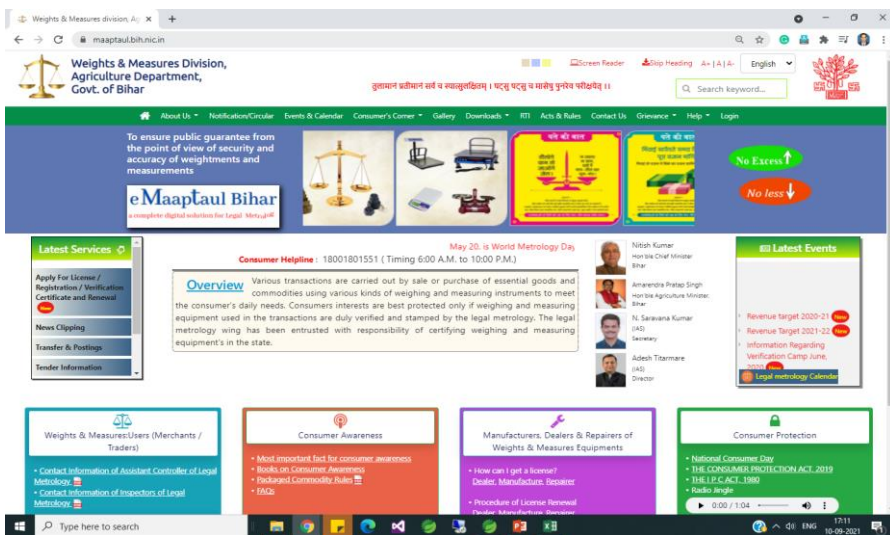 Weights & Measures division, Ag
maaptaul.bih.nic.in
Weights & Measures Division,
Agriculture Department,
Govt. of Bihar
Screen Reader
Skip Heading
A+ | A | A-
English
तुलामानं प्रतीमानं सर्वं च स्यात्सुलक्षितम् । षट्सु षट्सु च मासेषु पुनरेव परीक्षयेत् ।।
Search keyword...
About Us
Notification/Circular
Events & Calendar
Consumer's Corner
Gallery
Downloads
RTI
Acts & Rules
Contact Us
Grievance
Help
Login
To ensure public guarantee from
the point of view of security and
accuracy of weightments and
measurements
eMaaptaul Bihar
a complete digital solution for Legal Metrology
पते की बात
पते की बात
No Excess
No less
Latest Services
Apply For License /
Registration / Verification
Certificate and Renewal
New
News Clipping
Transfer & Postings
Tender Information
May 20. is World Metrology Day
Consumer Helpline : 18001801551 ( Timing 6:00 A.M. to 10:00 P.M.)
Overview Various transactions are carried out by sale or purchase of essential goods and
commodities using various kinds of weighing and measuring instruments to meet
the consumer's daily needs. Consumers interests are best protected only if weighing and measuring
equipment used in the transactions are duly verified and stamped by the legal metrology. The legal
metrology wing has been entrusted with responsibility of certifying weighing and measuring
equipment's in the state.
Nitish Kumar
Hon'ble Chief Minister
Bihar
Amarendra Pratap Singh
Hon'ble Agriculture Minister,
Bihar
N. Saravana Kumar
(IAS)
Secretary
Adesh Titarmare
(IAS)
Director
Latest Events
Revenue target 2020-21 New
Revenue Target 2021-22 New
Information Regarding
Verification Camp June,
2020 New
Legal metrology Calendar
Weights & Measures:Users (Merchants /
Traders)
• Contact Information of Assistant Controller of Legal
Metrology.
• Contact Information of Inspectors of Legal
Metrology.
Consumer Awareness
• Most important fact for consumer awareness
• Books on Consumer Awareness
• Packaged Commodity Rules
• FAQs
Manufacturers, Dealers & Repairers of
Weights & Measures Equipments
• How can I get a license?
Dealer, Manufacture, Repairer
• Procedure of License Renewal
Dealer, Manufacture, Repairer
Consumer Protection
• National Consumer Day
• THE CONSUMER PROTECTION ACT, 2019
• THE I P C ACT, 1980
• Radio Jingle
0:00 / 1:04
Type here to search
ENG
17:11
10-09-2021